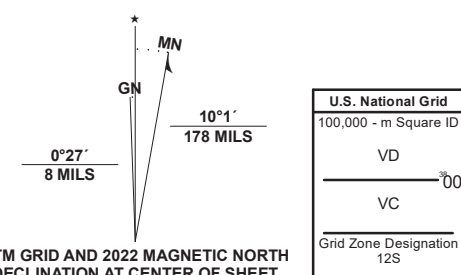 ★
MN
GN
10°1´
178 MILS
0°27´
8 MILS
TM GRID AND 2022 MAGNETIC NORTH
DECLINATION AT CENTER OF SHEET
U.S. National Grid
100,000 - m Square ID
VD
³⁸00
VC
Grid Zone Designation
12S